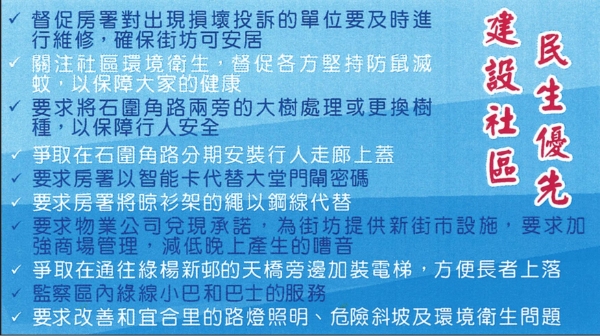 民生優先
建設社區
✓ 督促房署對出現損壞投訴的單位要及時進
行維修，確保街坊可安居
✓ 關注社區環境衛生，督促各方堅持防鼠滅
蚊，以保障大家的健康
✓ 要求將石圍角路兩旁的大樹處理或更換樹
種，以保障行人安全
✓ 爭取在石圍角路分期安裝行人走廊上蓋
✓ 要求房署以智能卡代替大堂門閘密碼
✓ 要求房署將晾衫架的繩以鋼線代替
✓ 要求物業公司兌現承諾，為街坊提供新街市設施，要求加
強商場管理，減低晚上產生的嘈音
✓ 爭取在通往綠楊新邨的天橋旁邊加裝電梯，方便長者上落
✓ 監察區內綠線小巴和巴士的服務
✓ 要求改善和宜合里的路燈照明、危險斜坡及環境衛生問題